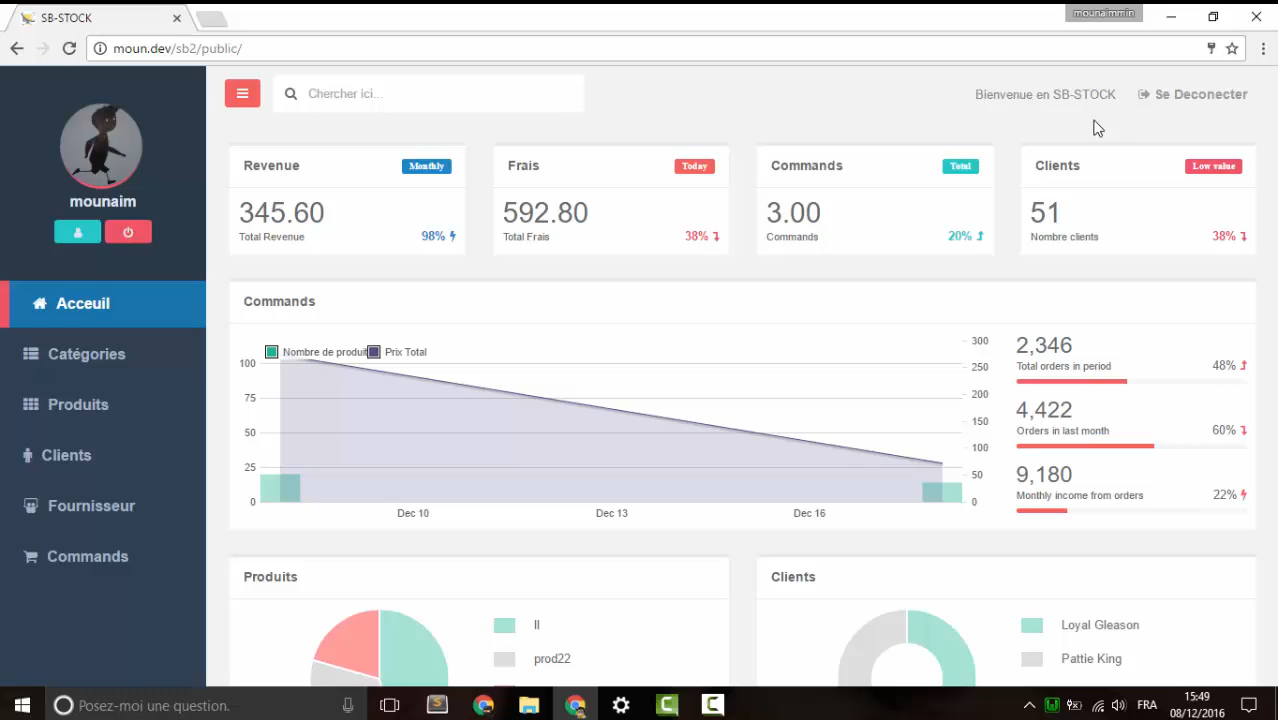 SB-STOCK
mounaimmin
moun.dev/sb2/public/
Chercher ici...
Bienvenue en SB-STOCK
Se Deconecter
mounaim
Acceuil
Catégories
Produits
Clients
Fournisseur
Commands
Revenue
Monthly
345.60
Total Revenue
98%
Frais
Today
592.80
Total Frais
38%
Commands
Total
3.00
Commands
20%
Clients
Low value
51
Nombre clients
38%
Commands
Nombre de produit
Prix Total
100
75
50
25
0
300
250
200
150
100
50
0
Dec 10
Dec 13
Dec 16
2,346
Total orders in period
48%
4,422
Orders in last month
60%
9,180
Monthly income from orders
22%
Produits
ll
prod22
Clients
Loyal Gleason
Pattie King
Posez-moi une question.
FRA
15:49
08/12/2016